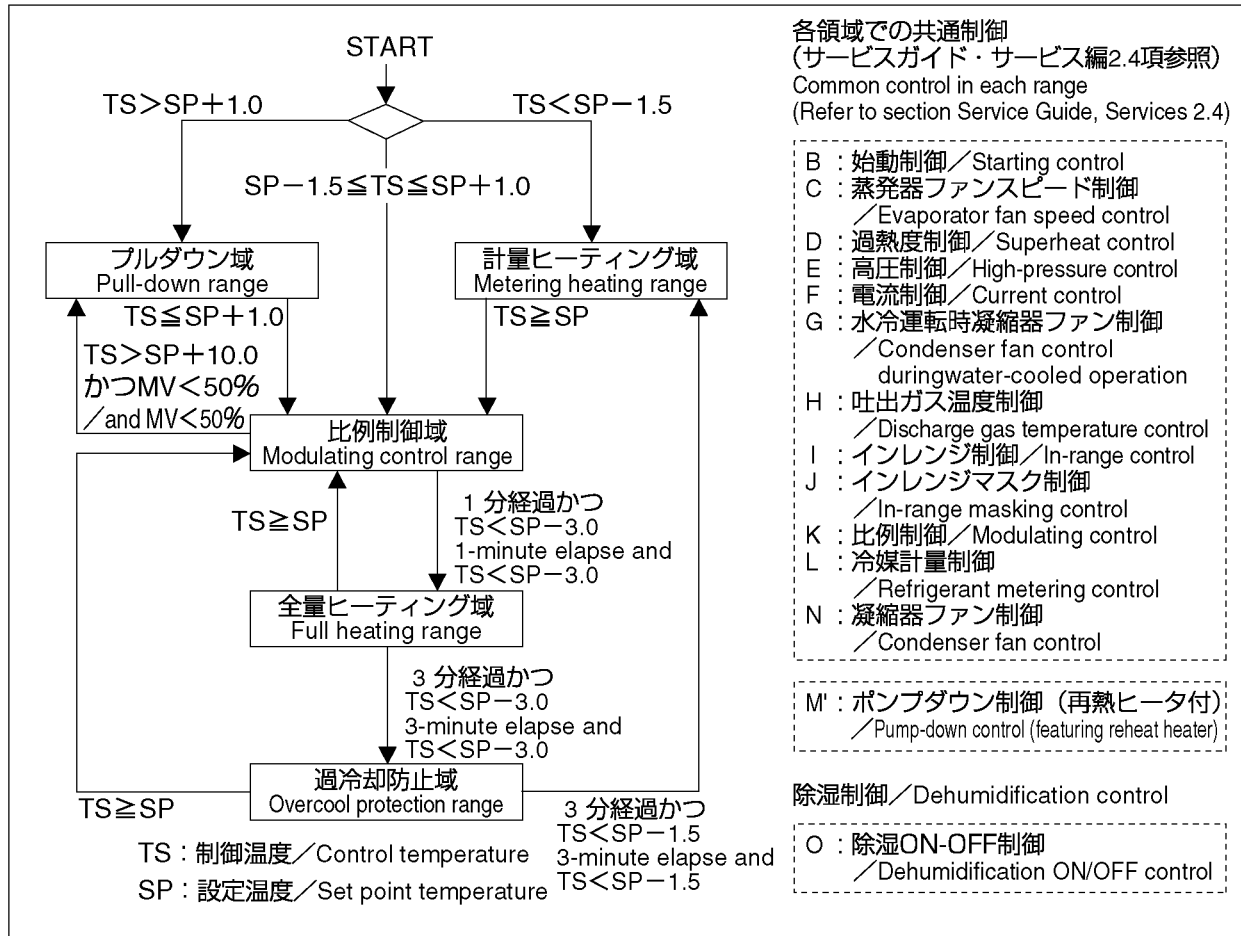 START
TS＞SP＋1.0
TS＜SP－1.5
SP－1.5≦TS≦SP＋1.0
プルダウン域
Pull-down range
計量ヒーティング域
Metering heating range
TS≦SP＋1.0
TS≧SP
TS＞SP＋10.0
かつMV＜50%
／and MV＜50%
比例制御域
Modulating control range
TS≧SP
1 分経過かつ
TS＜SP－3.0
1-minute elapse and
TS＜SP－3.0
全量ヒーティング域
Full heating range
3 分経過かつ
TS＜SP－3.0
3-minute elapse and
TS＜SP－3.0
過冷却防止域
Overcool protection range
TS≧SP
3 分経過かつ
TS＜SP－1.5
3-minute elapse and
TS＜SP－1.5
TS：制御温度／Control temperature
SP：設定温度／Set point temperature
各領域での共通制御
（サービスガイド・サービス編2.4項参照）
Common control in each range
(Refer to section Service Guide, Services 2.4)
B：始動制御／Starting control
C：蒸発器ファンスピード制御
／Evaporator fan speed control
D：過熱度制御／Superheat control
E：高圧制御／High-pressure control
F：電流制御／Current control
G：水冷運転時凝縮器ファン制御
／Condenser fan control
duringwater-cooled operation
H：吐出ガス温度制御
／Discharge gas temperature control
I：インレンジ制御／In-range control
J：インレンジマスク制御
／In-range masking control
K：比例制御／Modulating control
L：冷媒計量制御
／Refrigerant metering control
N：凝縮器ファン制御
／Condenser fan control
M'：ポンプダウン制御（再熱ヒータ付）
／Pump-down control (featuring reheat heater)
除湿制御／Dehumidification control
O：除湿ON-OFF制御
／Dehumidification ON/OFF control